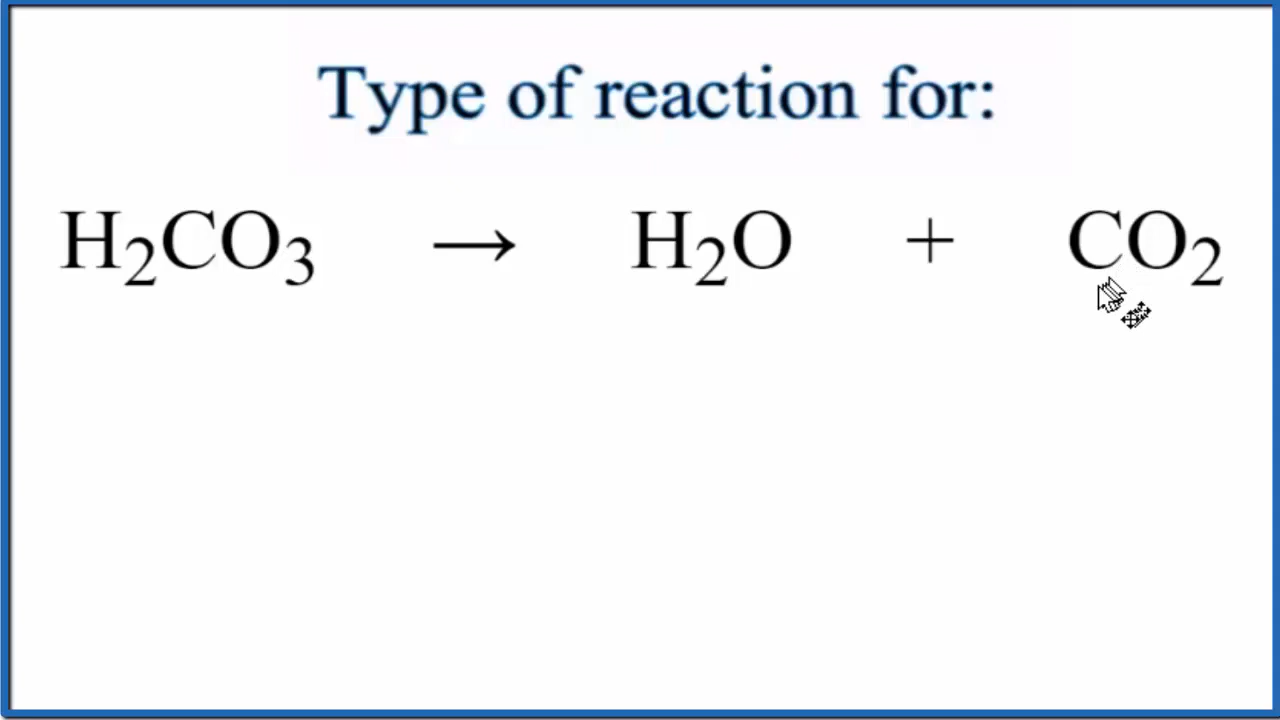 Type of reaction for:
H₂CO₃ → H₂O + CO₂